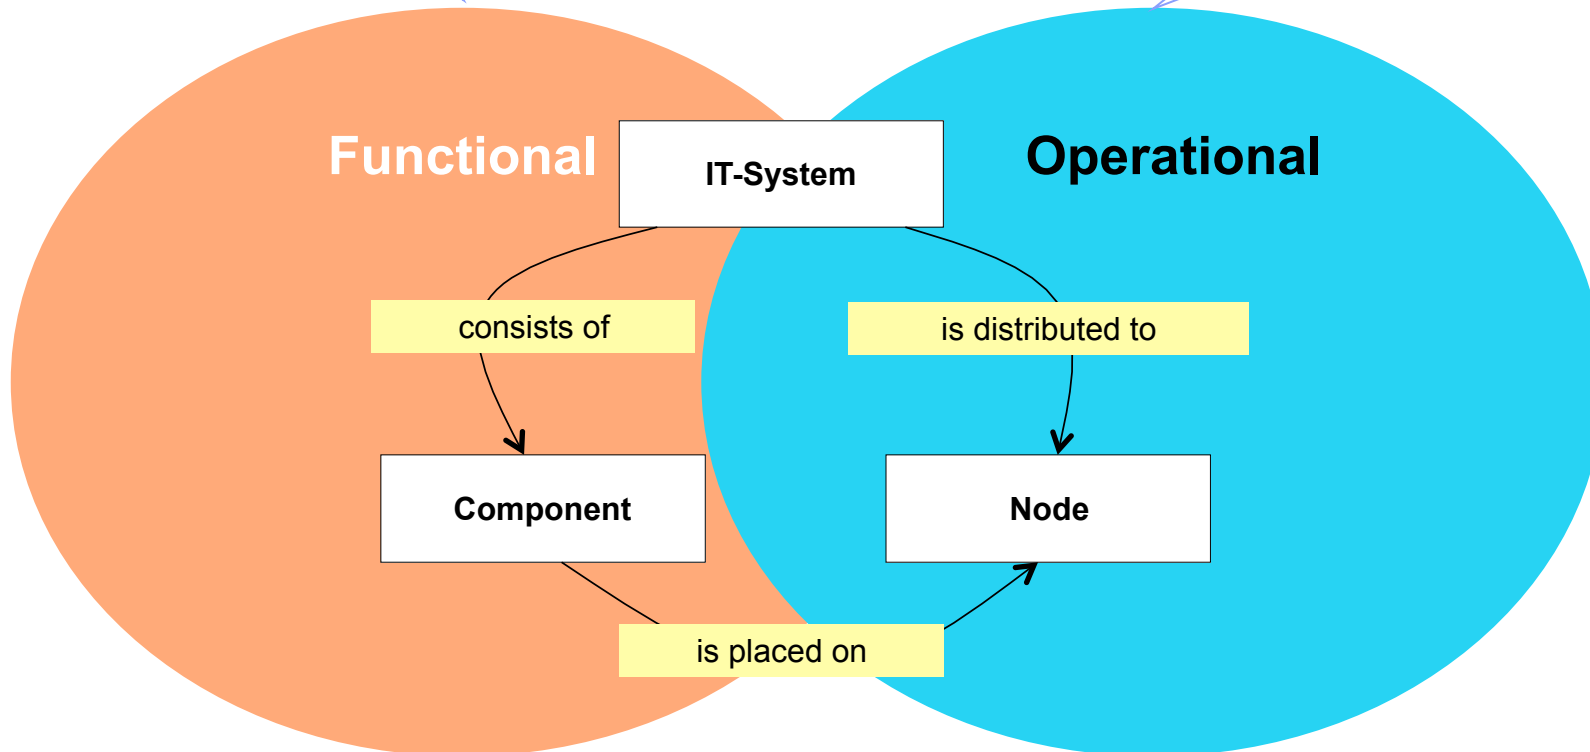 Functional
IT-System
Operational
consists of
is distributed to
Component
Node
is placed on